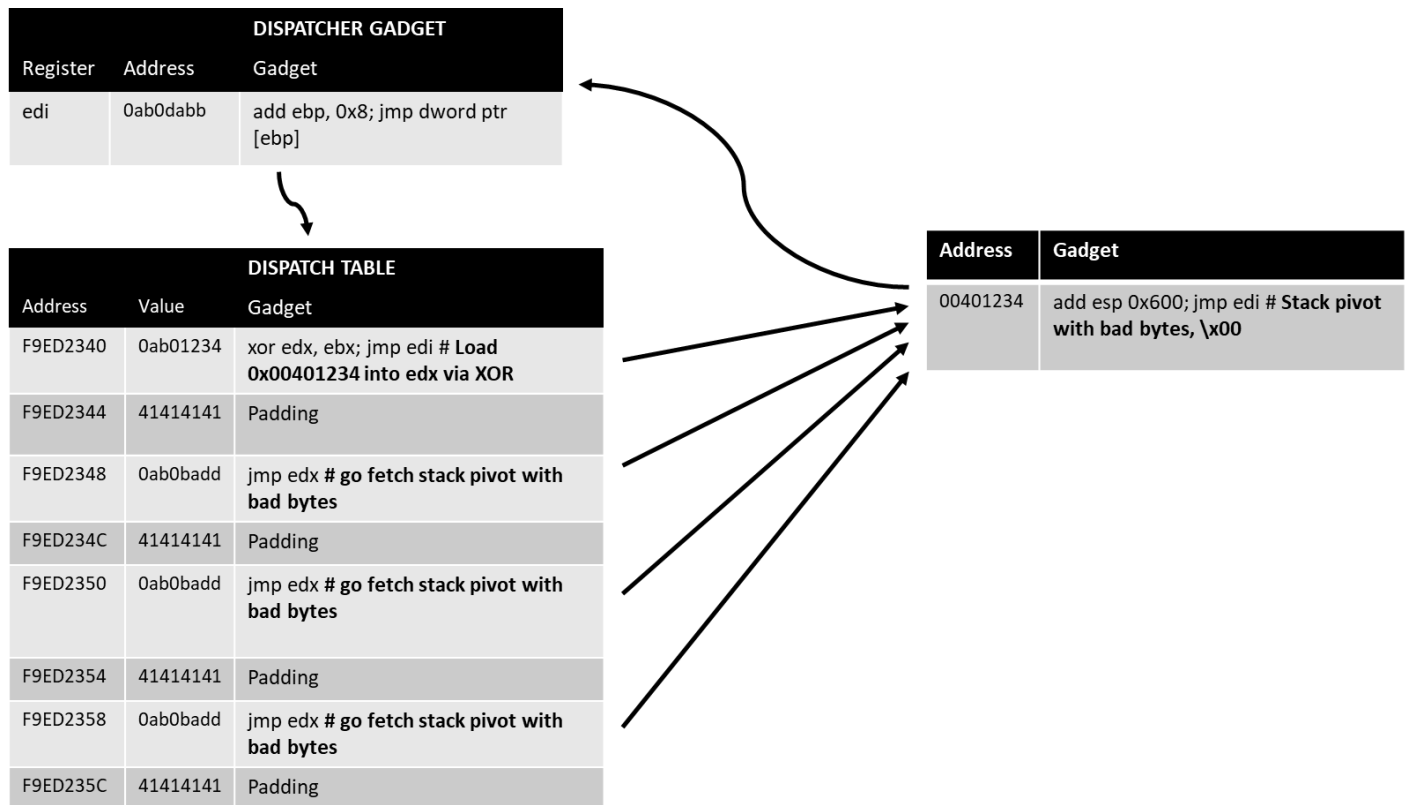 DISPATCHER GADGET
Register Address Gadget
edi 0ab0dabb add ebp, 0x8; jmp dword ptr
[ebp]
DISPATCH TABLE
Address Value Gadget
F9ED2340 0ab01234 xor edx, ebx; jmp edi # Load
0x00401234 into edx via XOR
F9ED2344 41414141 Padding
F9ED2348 0ab0badd jmp edx # go fetch stack pivot with
bad bytes
F9ED234C 41414141 Padding
F9ED2350 0ab0badd jmp edx # go fetch stack pivot with
bad bytes
F9ED2354 41414141 Padding
F9ED2358 0ab0badd jmp edx # go fetch stack pivot with
bad bytes
F9ED235C 41414141 Padding
Address Gadget
00401234 add esp 0x600; jmp edi # Stack pivot
with bad bytes, \x00